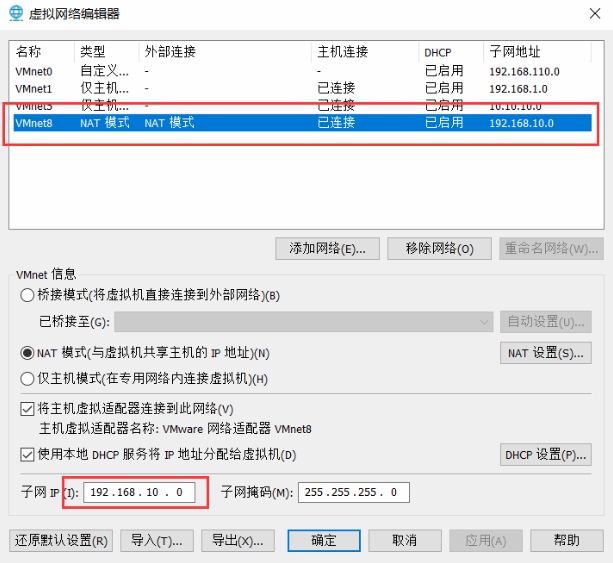 虚拟网络编辑器
名称 类型 外部连接 主机连接 DHCP 子网地址
VMnet0 自定义... - - 已启用 192.168.110.0
VMnet1 仅主机... - 已连接 已启用 192.168.1.0
VMnet5 仅主机... - 已连接 已启用 10.10.10.0
VMnet8 NAT 模式 NAT 模式 已连接 已启用 192.168.10.0
添加网络(E)... 移除网络(O) 重命名网络(W)...
VMnet 信息
桥接模式(将虚拟机直接连接到外部网络)(B)
已桥接至(G): 自动设置(U)...
NAT 模式(与虚拟机共享主机的 IP 地址)(N) NAT 设置(S)...
仅主机模式(在专用网络内连接虚拟机)(H)
将主机虚拟适配器连接到此网络(V)
主机虚拟适配器名称: VMware 网络适配器 VMnet8
使用本地 DHCP 服务将 IP 地址分配给虚拟机(D) DHCP 设置(P)...
子网 IP (I): 192 . 168 . 10 . 0 子网掩码(M): 255 . 255 . 255 . 0
还原默认设置(R) 导入(T)... 导出(X)... 确定 取消 应用(A) 帮助